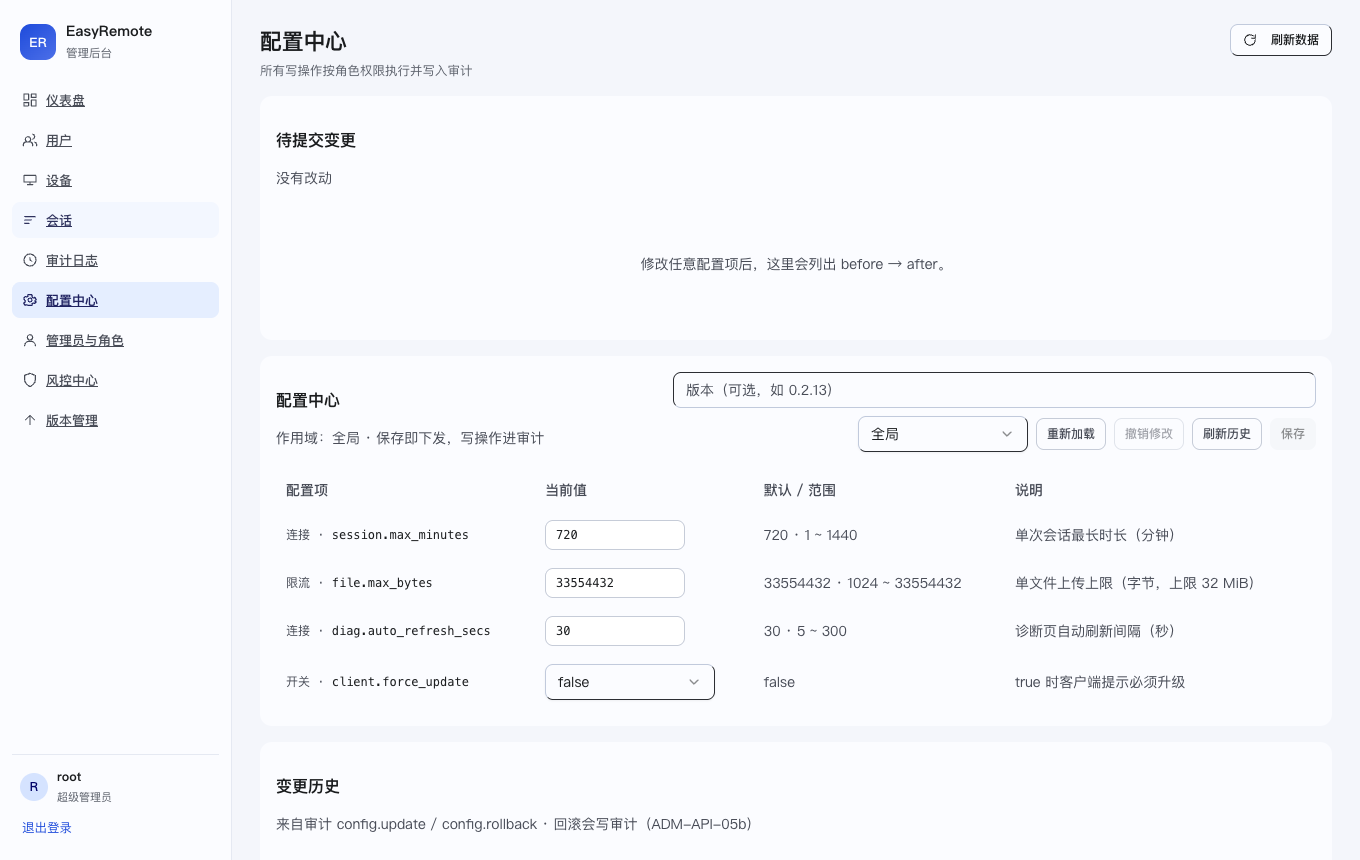 ER
EasyRemote
管理后台
仪表盘
用户
设备
会话
审计日志
配置中心
管理员与角色
风控中心
版本管理
R
root
超级管理员
退出登录
配置中心
所有写操作按角色权限执行并写入审计
刷新数据
待提交变更
没有改动
修改任意配置项后，这里会列出 before → after。
配置中心
作用域：全局 · 保存即下发，写操作进审计
版本（可选，如 0.2.13）
全局 重新加载 撤销修改 刷新历史 保存
配置项 当前值 默认 / 范围 说明
连接 · session.max_minutes 720 720 · 1 ~ 1440 单次会话最长时长（分钟）
限流 · file.max_bytes 33554432 33554432 · 1024 ~ 33554432 单文件上传上限（字节，上限 32 MiB）
连接 · diag.auto_refresh_secs 30 30 · 5 ~ 300 诊断页自动刷新间隔（秒）
开关 · client.force_update false false true 时客户端提示必须升级
变更历史
来自审计 config.update / config.rollback · 回滚会写审计（ADM-API-05b）